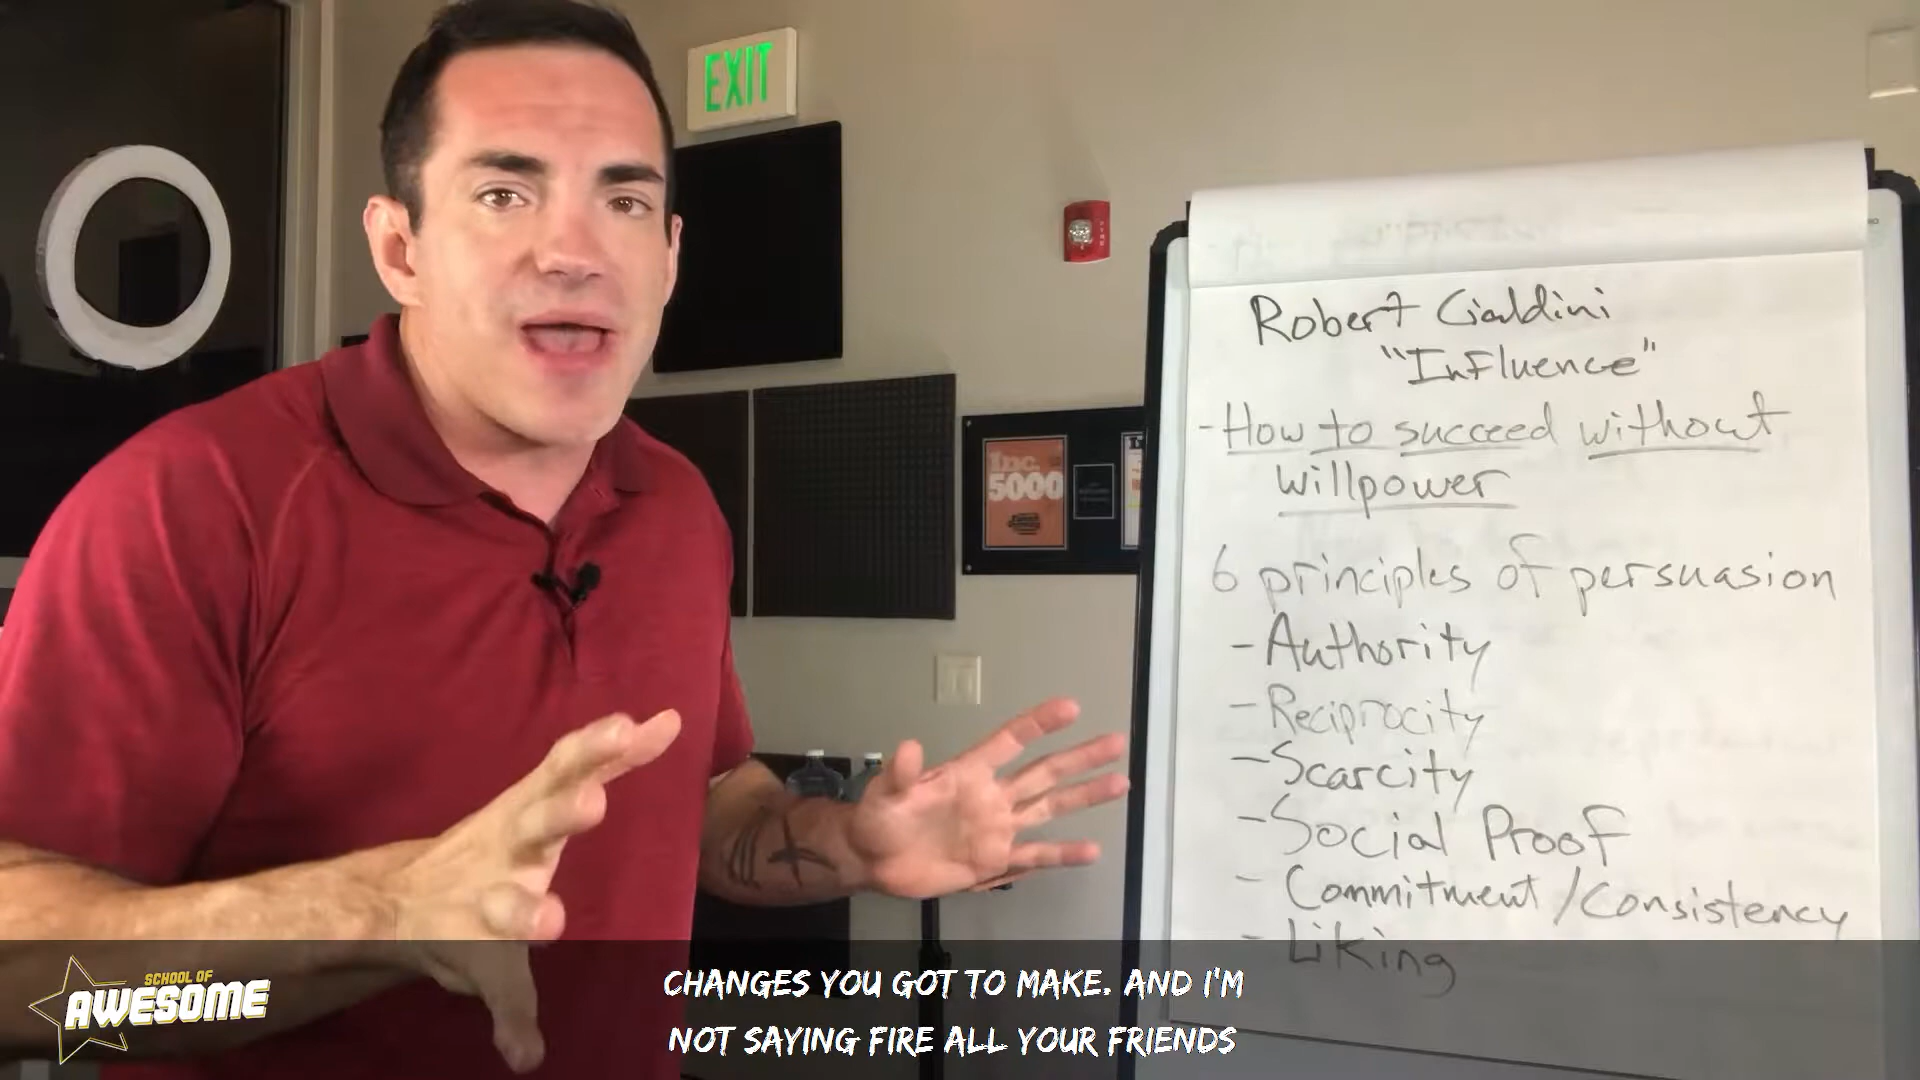 EXIT
Robert Cialdini
"Influence"
- How to succeed without
willpower
6 principles of persuasion
- Authority
- Reciprocity
- Scarcity
- Social Proof
- Commitment / Consistency
- Liking
Inc.
5000
SCHOOL OF
AWESOME
CHANGES YOU GOT TO MAKE. AND I'M
NOT SAYING FIRE ALL YOUR FRIENDS